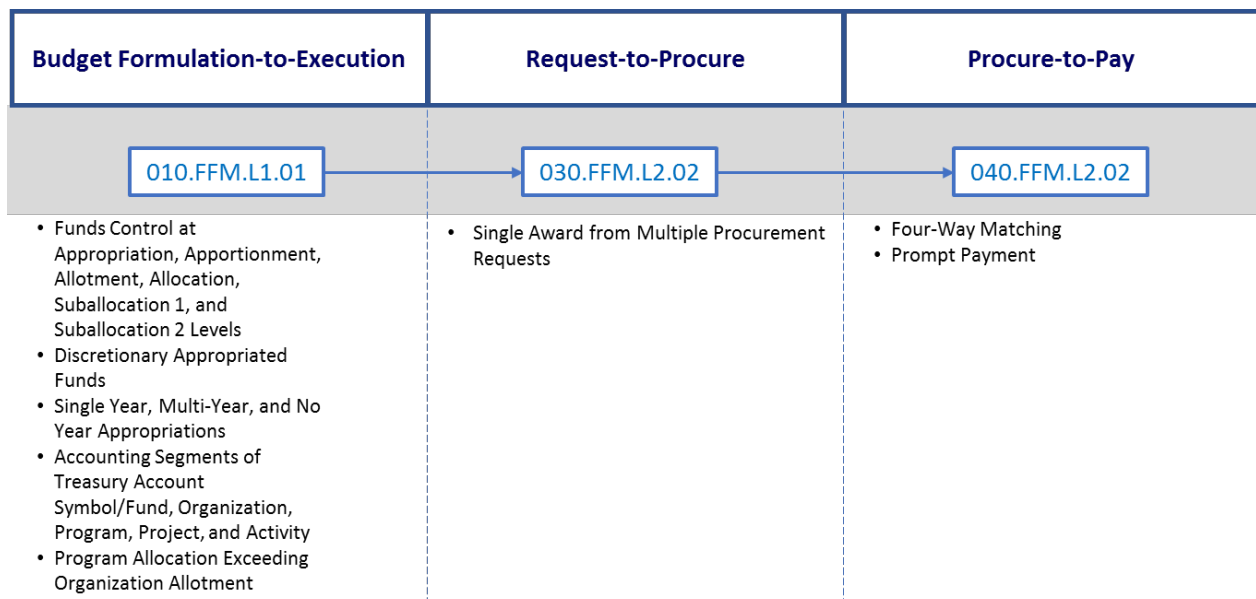 Budget Formulation-to-Execution
Request-to-Procure
Procure-to-Pay
010.FFM.L1.01
030.FFM.L2.02
040.FFM.L2.02
• Funds Control at
Appropriation, Apportionment,
Allotment, Allocation,
Suballocation 1, and
Suballocation 2 Levels
• Discretionary Appropriated
Funds
• Single Year, Multi-Year, and No
Year Appropriations
• Accounting Segments of
Treasury Account
Symbol/Fund, Organization,
Program, Project, and Activity
• Program Allocation Exceeding
Organization Allotment
• Single Award from Multiple Procurement
Requests
• Four-Way Matching
• Prompt Payment